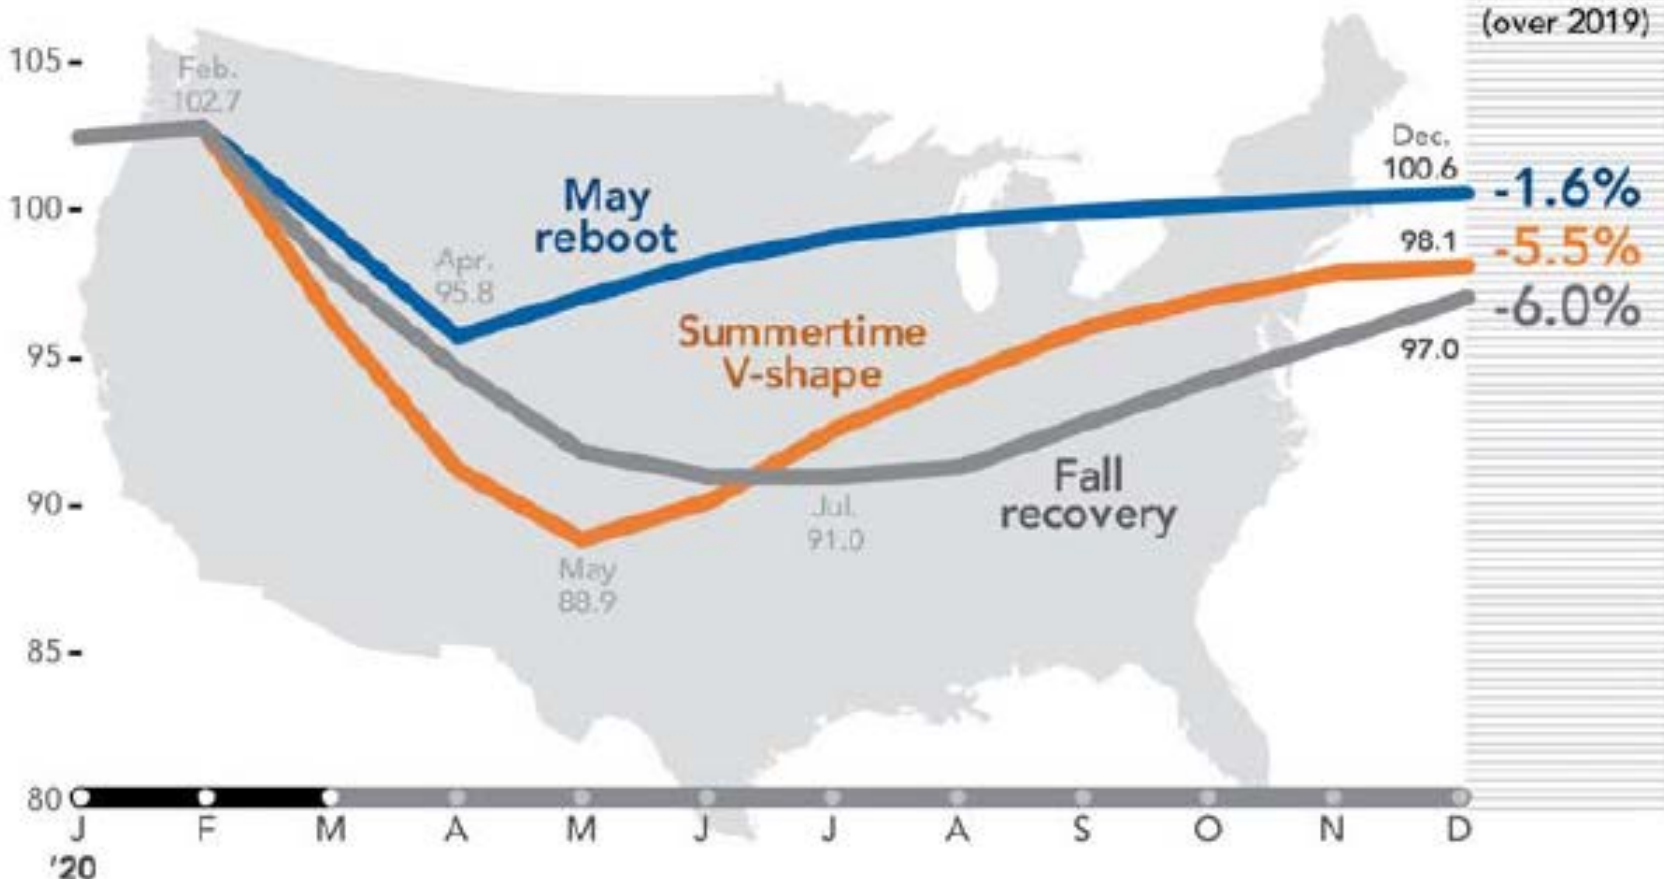 (over 2019)
105
Feb.
102.7
Dec.
100.6
-1.6%
100
May
reboot
98.1
-5.5%
Apr.
95.8
-6.0%
Summertime
V-shape
95
97.0
Fall
recovery
90
Jul.
91.0
May
88.9
85
80
J F M A M J J A S O N D
'20